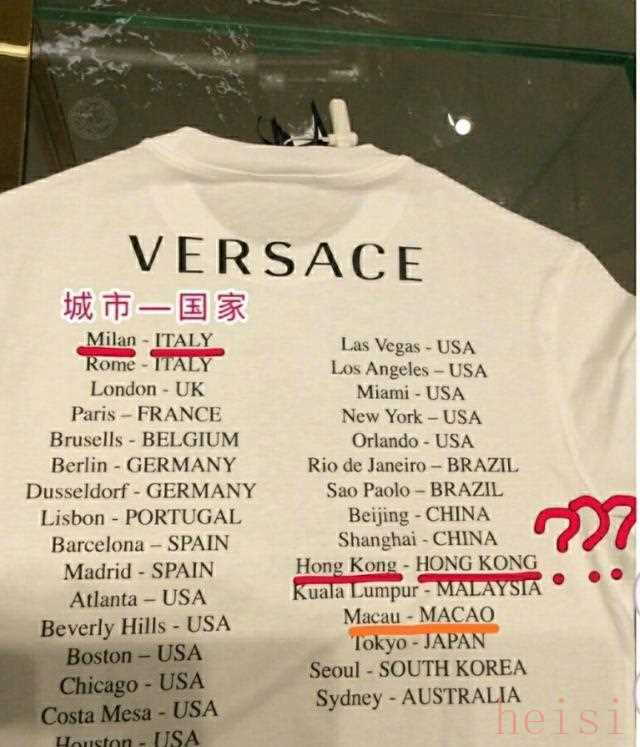 VERSACE
城市—国家
Milan - ITALY
Rome - ITALY
London - UK
Paris – FRANCE
Brusells - BELGIUM
Berlin - GERMANY
Dusseldorf - GERMANY
Lisbon - PORTUGAL
Barcelona – SPAIN
Madrid - SPAIN
Atlanta – USA
Beverly Hills - USA
Boston – USA
Chicago - USA
Costa Mesa - USA
Houston - USA
Las Vegas - USA
Los Angeles – USA
Miami - USA
New York – USA
Orlando - USA
Rio de Janeiro – BRAZIL
Sao Paolo – BRAZIL
Beijing - CHINA
Shanghai - CHINA
Hong Kong - HONG KONG
???
Kuala Lumpur - MALAYSIA
Macau - MACAO
Tokyo - JAPAN
Seoul - SOUTH KOREA
Sydney - AUSTRALIA
heisi